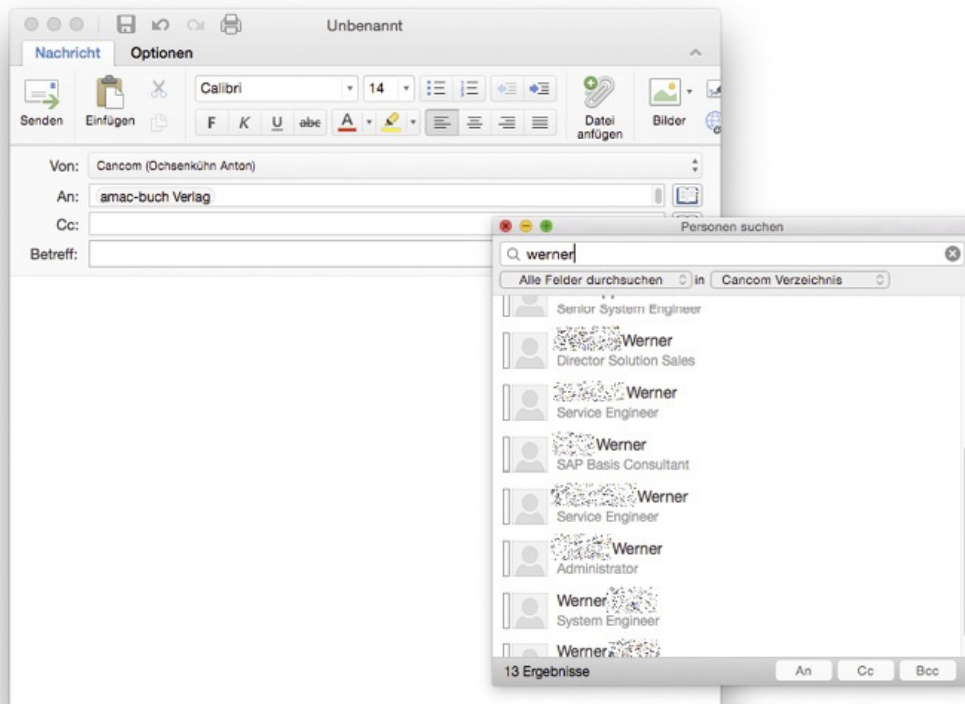 Unbenannt
Nachricht Optionen
Senden Einfügen Calibri 14 Datei anfügen Bilder
F K U abc A
Von: Cancom (Ochsenkühn Anton)
An: amac-buch Verlag
Cc:
Betreff:
Personen suchen
werner
Alle Felder durchsuchen in Cancom Verzeichnis
Senior System Engineer
Werner
Director Solution Sales
Werner
Service Engineer
Werner
SAP Basis Consultant
Werner
Service Engineer
Werner
Administrator
Werner
System Engineer
Werner
13 Ergebnisse An Cc Bcc